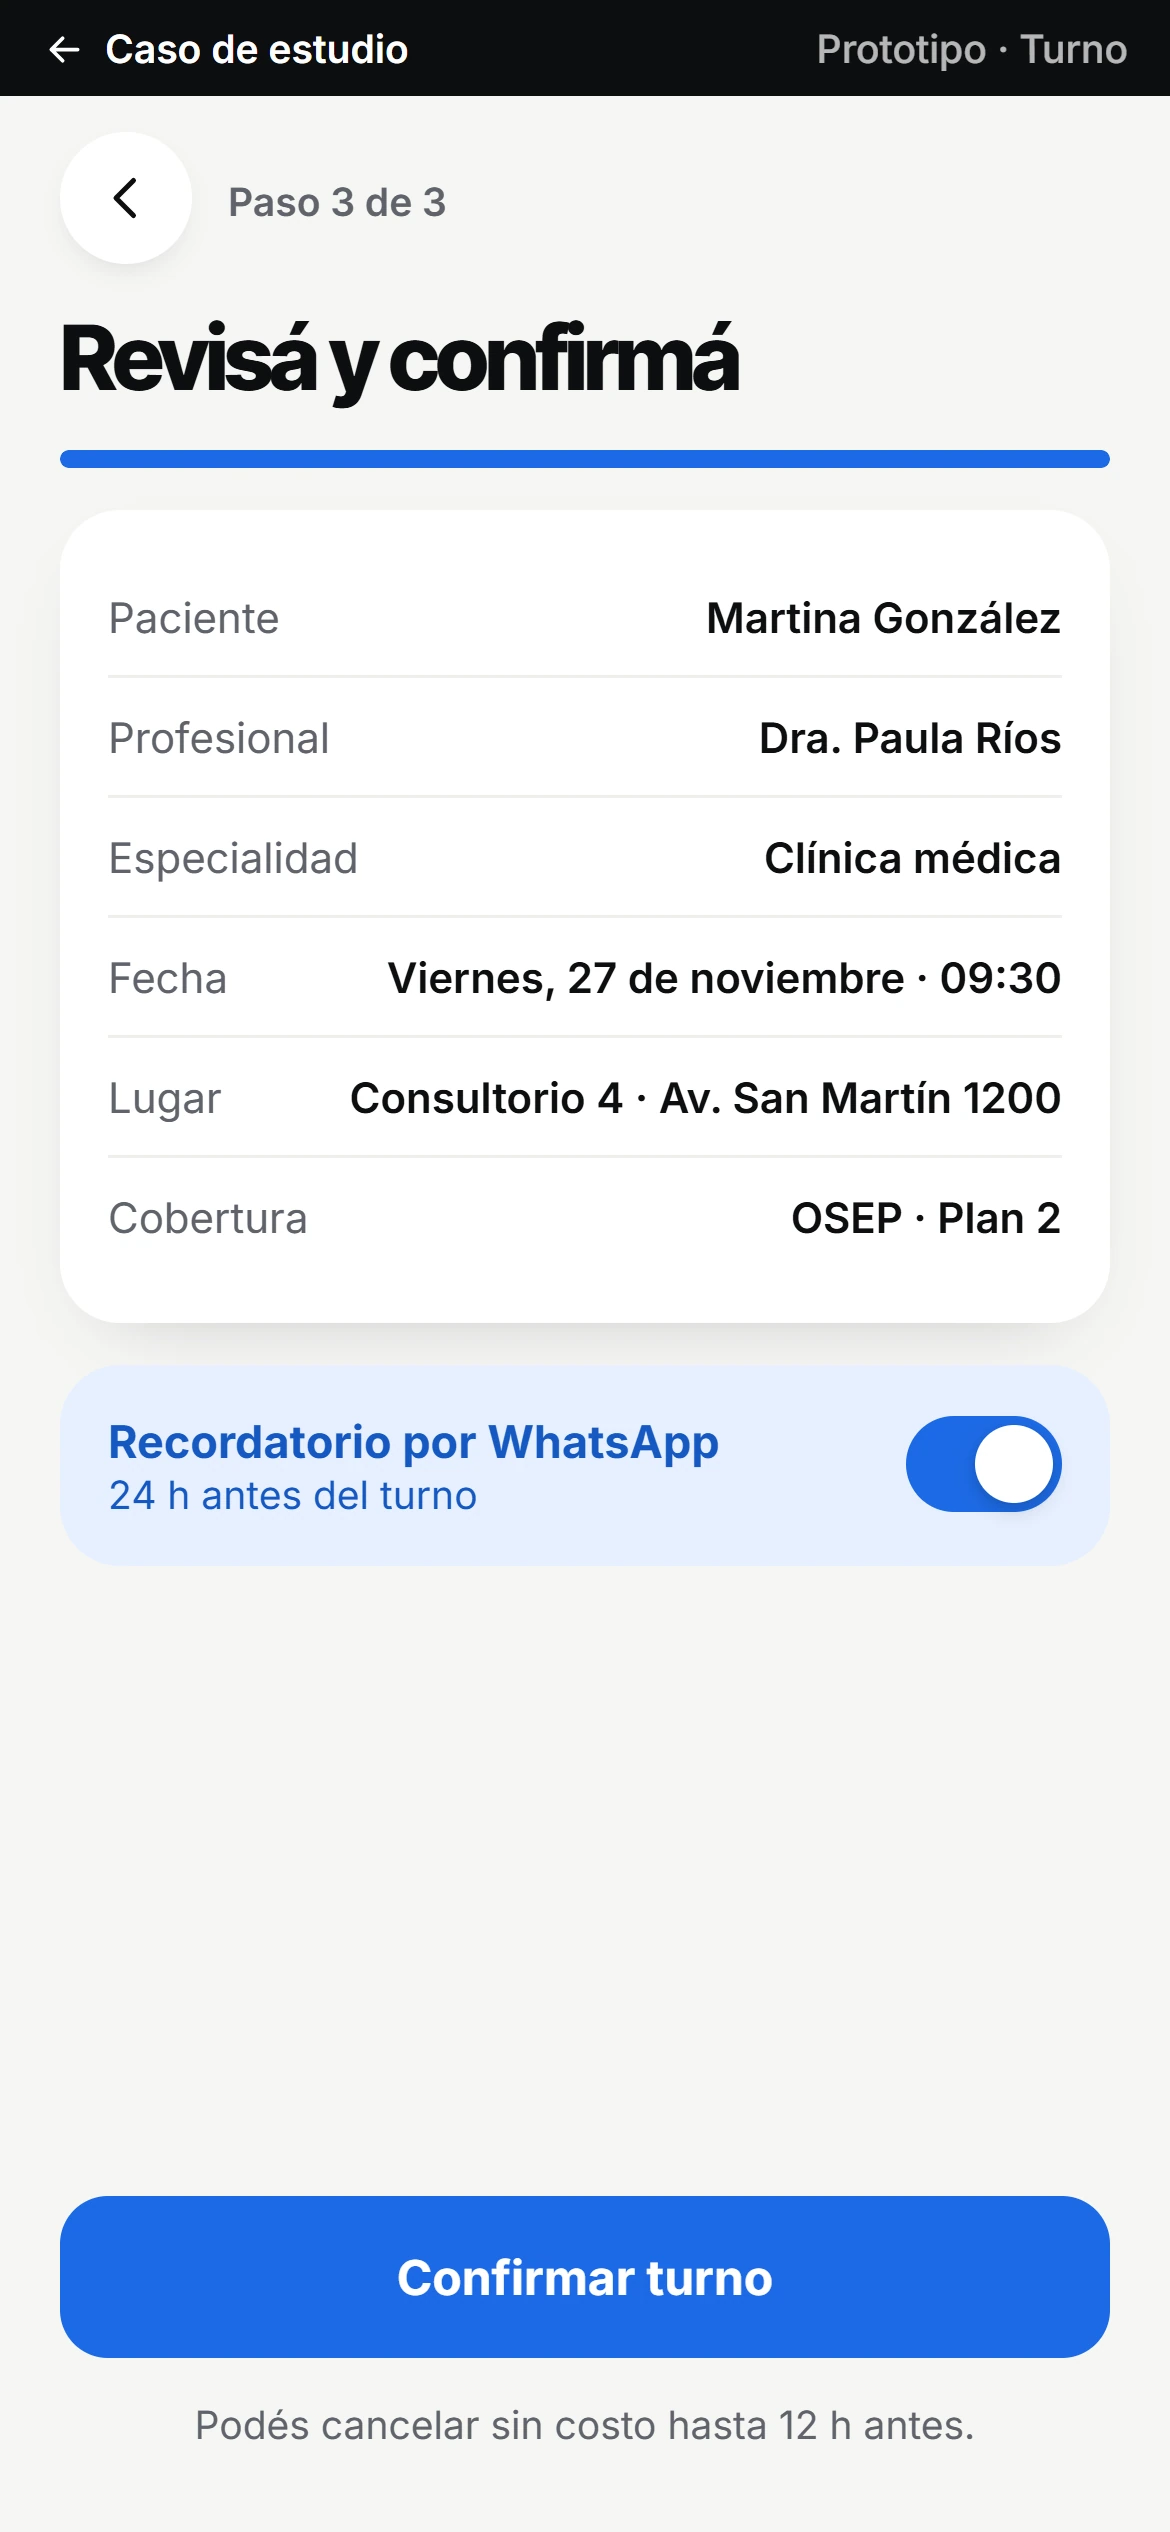 ← Caso de estudio
Prototipo · Turno
Paso 3 de 3
Revisá y confirmá
Paciente
Martina González
Profesional
Dra. Paula Ríos
Especialidad
Clínica médica
Fecha
Viernes, 27 de noviembre · 09:30
Lugar
Consultorio 4 · Av. San Martín 1200
Cobertura
OSEP · Plan 2
Recordatorio por WhatsApp
24 h antes del turno
Confirmar turno
Podés cancelar sin costo hasta 12 h antes.